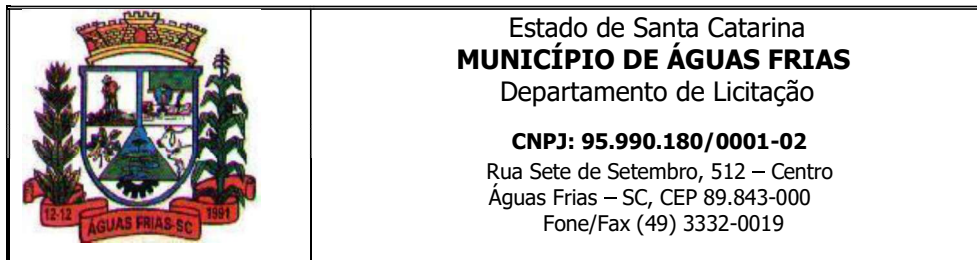 12-12
ÁGUAS FRIAS-SC
1991
Estado de Santa Catarina
MUNICÍPIO DE ÁGUAS FRIAS
Departamento de Licitação
CNPJ: 95.990.180/0001-02
Rua Sete de Setembro, 512 – Centro
Águas Frias – SC, CEP 89.843-000
Fone/Fax (49) 3332-0019